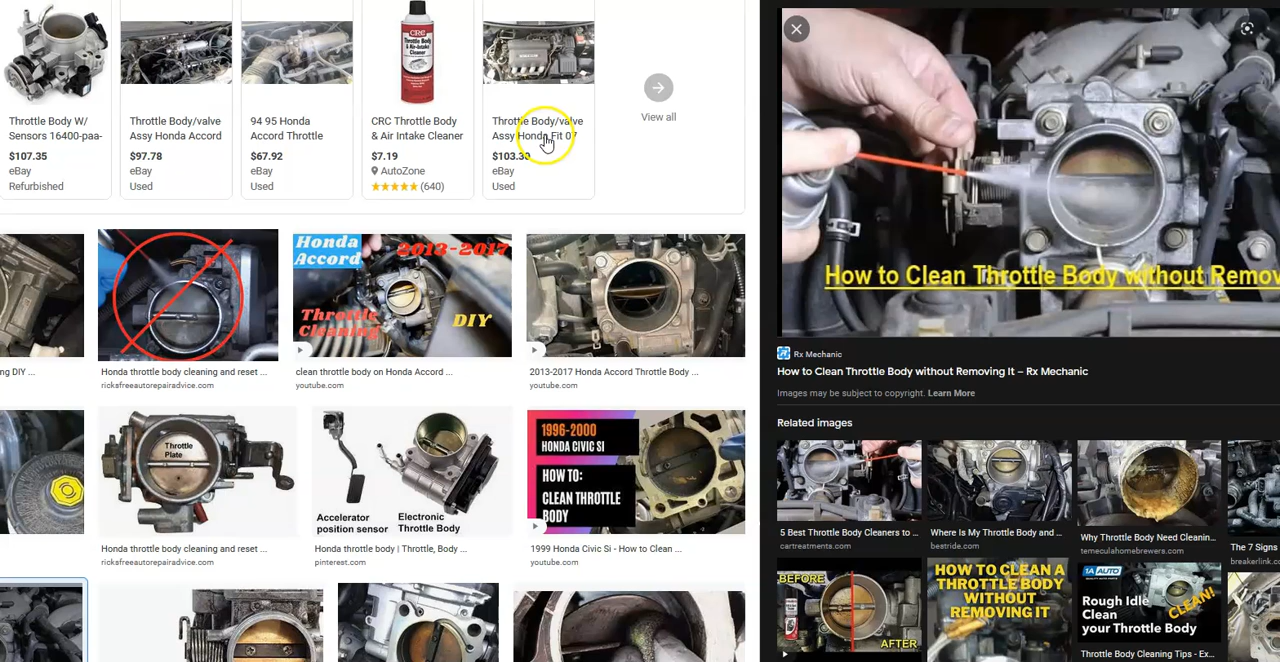 CRC
Throttle Body
& Air-Intake
Cleaner
Throttle Body W/
Sensors 16400-paa-
$107.35
eBay
Refurbished
Throttle Body/valve
Assy Honda Accord
$97.78
eBay
Used
94 95 Honda
Accord Throttle
$67.92
eBay
Used
CRC Throttle Body
& Air Intake Cleaner
$7.19
AutoZone
(640)
Throttle Body/valve
Assy Honda Fit 07
$103.30
eBay
Used
View all
Honda
Accord
2013-2017
Throttle
Cleaning
DIY
ng DIY ...
Honda throttle body cleaning and reset ...
ricksfreeautorepairadvice.com
clean throttle body on Honda Accord ...
youtube.com
2013-2017 Honda Accord Throttle Body ...
youtube.com
Throttle
Plate
Accelerator
position sensor
Electronic
Throttle Body
1996-2000
HONDA CIVIC SI
HOW TO:
CLEAN THROTTLE
BODY
Honda throttle body cleaning and reset ...
ricksfreeautorepairadvice.com
Honda throttle body | Throttle, Body ...
pinterest.com
1999 Honda Civic Si - How to Clean ...
youtube.com
How to Clean Throttle Body without Remov
Rx Mechanic
How to Clean Throttle Body without Removing It – Rx Mechanic
Images may be subject to copyright. Learn More
Related images
5 Best Throttle Body Cleaners to ...
cartreatments.com
Where Is My Throttle Body and ...
beatride.com
Why Throttle Body Need Cleanin...
temeculahomebrewers.com
The 7 Signs
breakerlink.c
BEFORE
AFTER
HOW TO CLEAN A
THROTTLE BODY
WITHOUT
REMOVING IT
1A AUTO
Rough Idle
Clean
your Throttle Body
CLEAN!
Throttle Body Cleaning Tips - Ex...